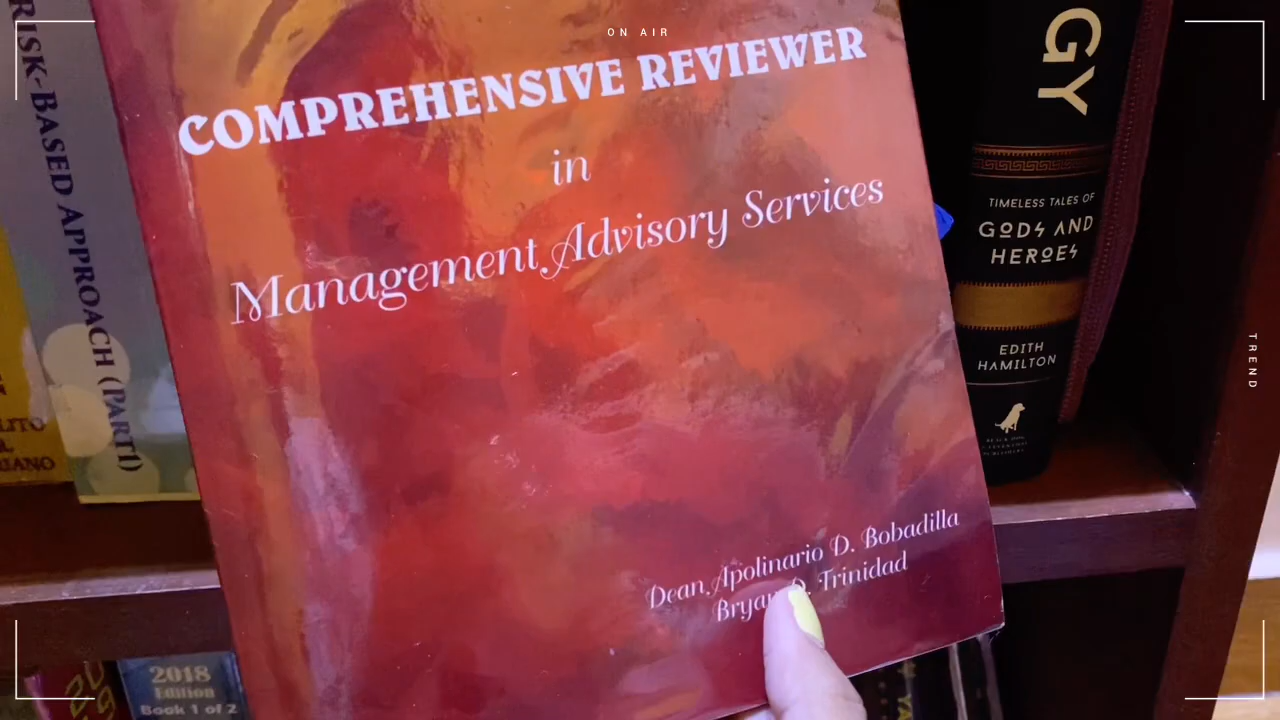 ON AIR
COMPREHENSIVE REVIEWER
in
Management Advisory Services
Dean Apolinario D. Bobadilla
Trinidad
RISK-BASED APPROACH (PART 1)
GY
TIMELESS TALES OF
GODS AND
HEROES
EDITH
HAMILTON
TREND
2018
Edition
Book 1 of 2